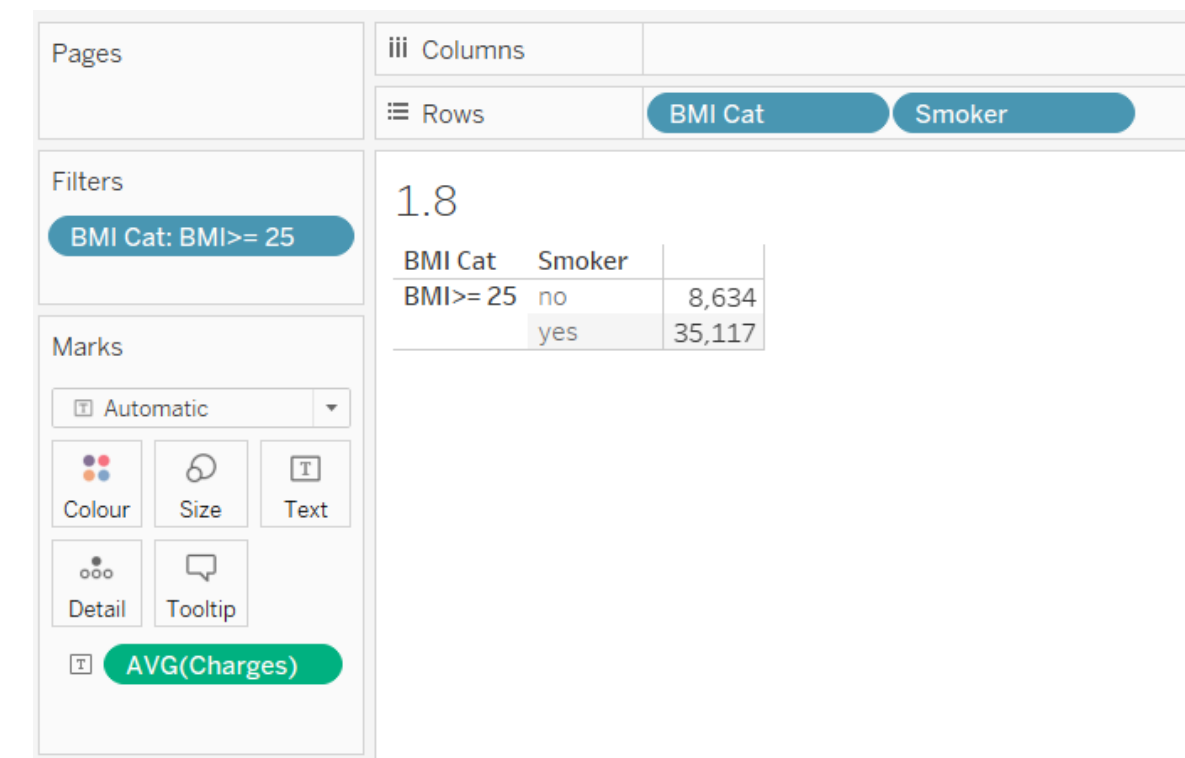 Pages
Columns
Rows BMI Cat Smoker
Filters
BMI Cat: BMI>= 25
Marks
Automatic
Colour Size Text
Detail Tooltip
AVG(Charges)
1.8
BMI Cat Smoker
BMI>= 25 no 8,634
yes 35,117